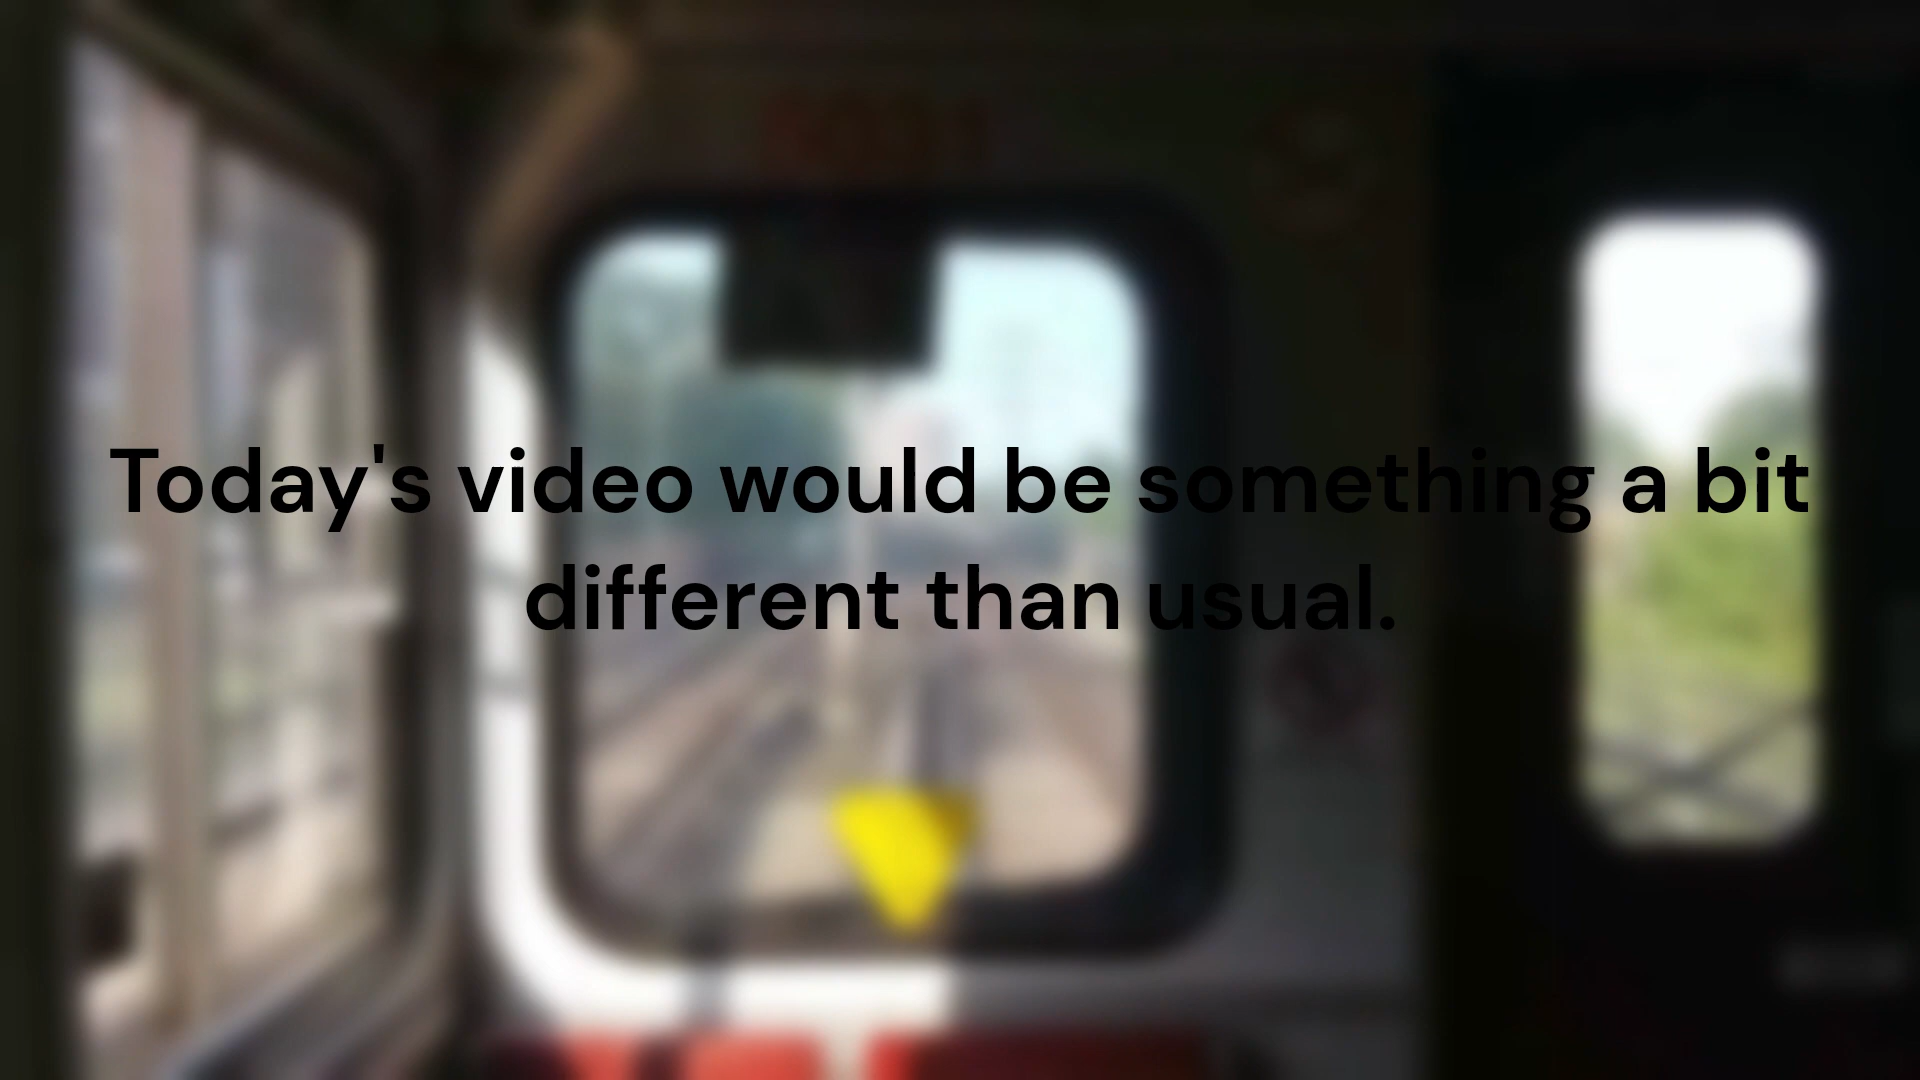 Today's video would be something a bit
different than usual.